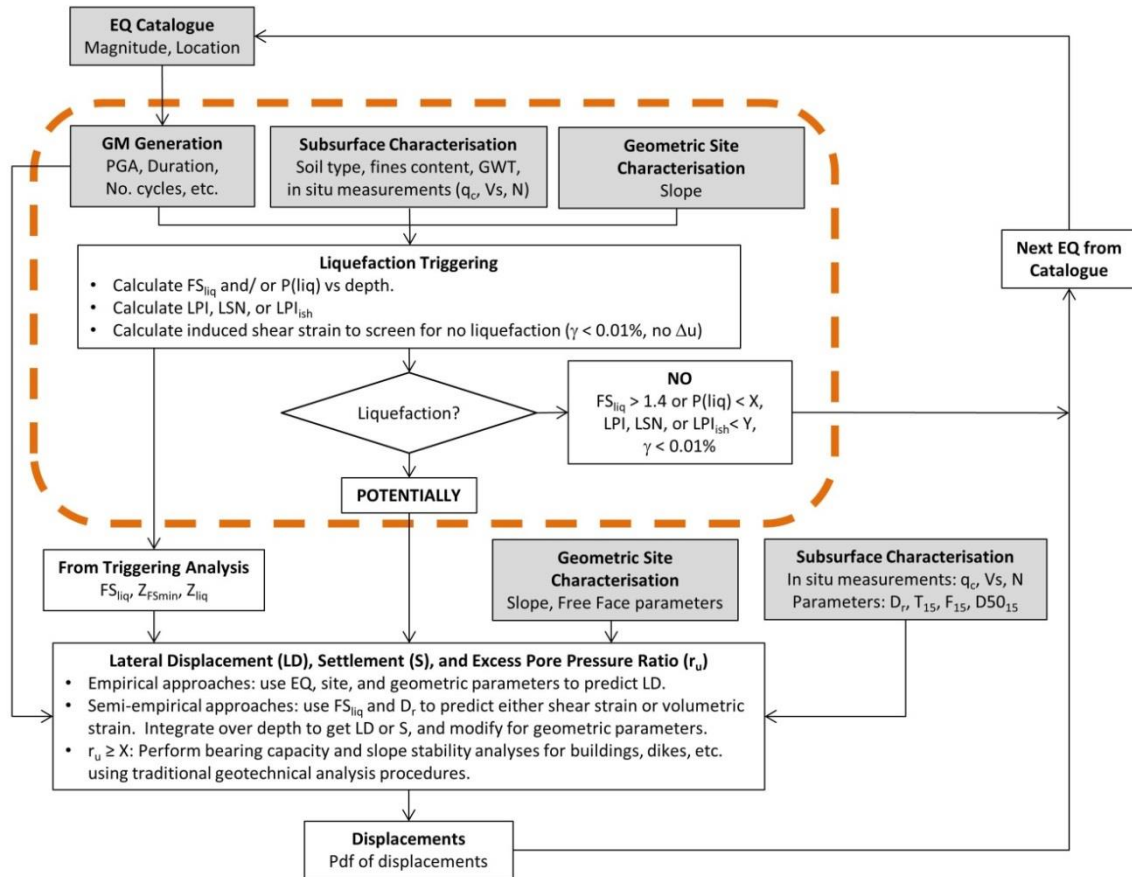 EQ Catalogue
Magnitude, Location
GM Generation
PGA, Duration,
No. cycles, etc.
Subsurface Characterisation
Soil type, fines content, GWT,
in situ measurements (qc, Vs, N)
Geometric Site
Characterisation
Slope
Next EQ from
Catalogue
Liquefaction Triggering
• Calculate FSliq and/ or P(liq) vs depth.
• Calculate LPI, LSN, or LPIish
• Calculate induced shear strain to screen for no liquefaction (γ < 0.01%, no Δu)
Liquefaction?
NO
FSliq > 1.4 or P(liq) < X,
LPI, LSN, or LPIish< Y,
γ < 0.01%
POTENTIALLY
From Triggering Analysis
FSliq, ZFSmin, Zliq
Geometric Site
Characterisation
Slope, Free Face parameters
Subsurface Characterisation
In situ measurements: qc, Vs, N
Parameters: Dr, T15, F15, D5015
Lateral Displacement (LD), Settlement (S), and Excess Pore Pressure Ratio (ru)
• Empirical approaches: use EQ, site, and geometric parameters to predict LD.
• Semi-empirical approaches: use FSliq and Dr to predict either shear strain or volumetric
strain. Integrate over depth to get LD or S, and modify for geometric parameters.
• ru ≥ X: Perform bearing capacity and slope stability analyses for buildings, dikes, etc.
using traditional geotechnical analysis procedures.
Displacements
Pdf of displacements